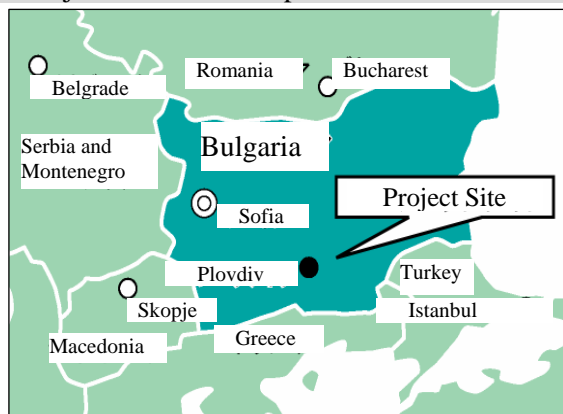 Romania
Bucharest
Belgrade
Serbia and
Montenegro
Bulgaria
Project Site
Sofia
Plovdiv
Turkey
Skopje
Istanbul
Macedonia
Greece